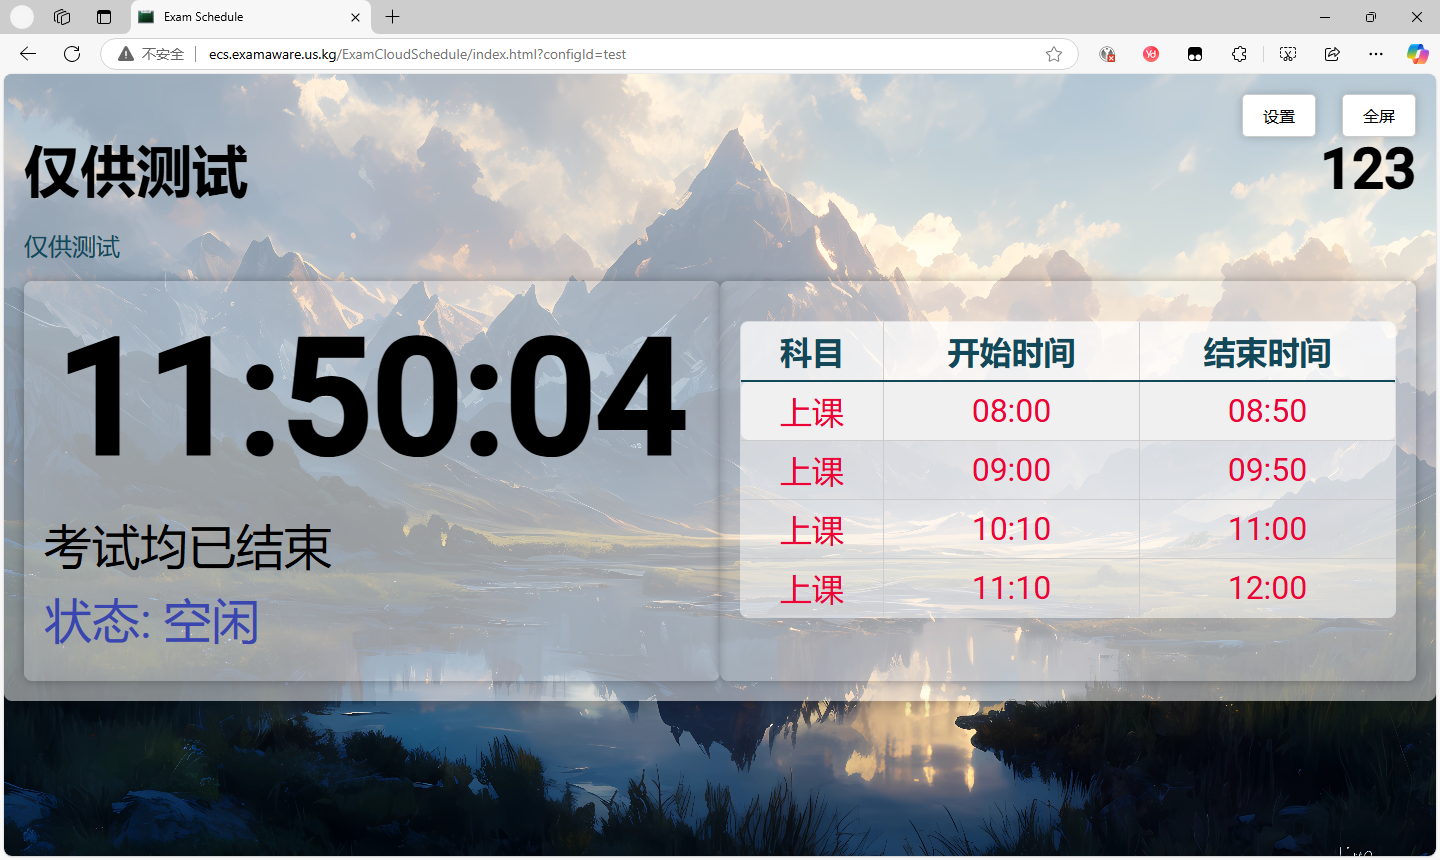 Exam Schedule
不安全
ecs.examaware.us.kg/ExamCloudSchedule/index.html?configId=test
设置 全屏
仅供测试 123
仅供测试
11:50:04
考试均已结束
状态: 空闲
科目 开始时间 结束时间
上课 08:00 08:50
上课 09:00 09:50
上课 10:10 11:00
上课 11:10 12:00